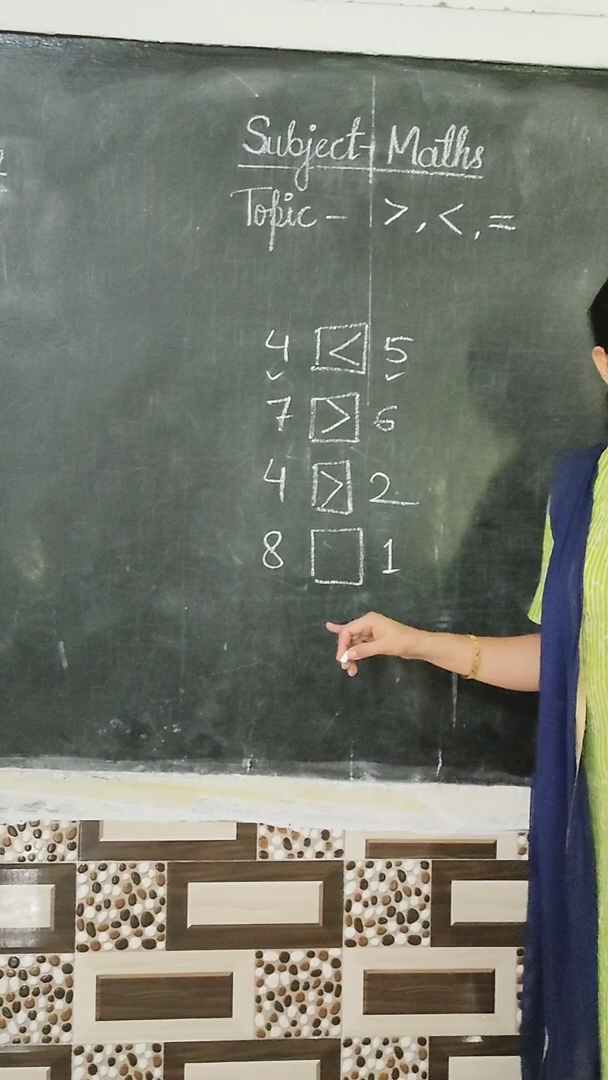 Subject - Maths
Topic - >, <, =
4 < 5
7 > 6
4 > 2
8 1